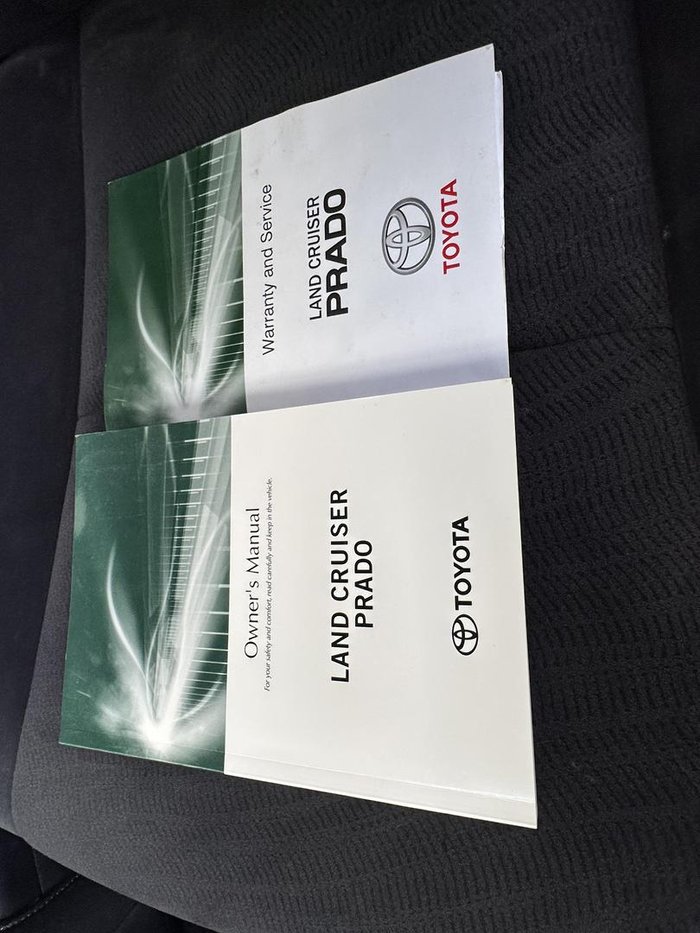 Warranty and Service
LAND CRUISER
PRADO
TOYOTA
Owner's Manual
For your safety and comfort, read carefully and keep in the vehicle.
LAND CRUISER
PRADO
TOYOTA